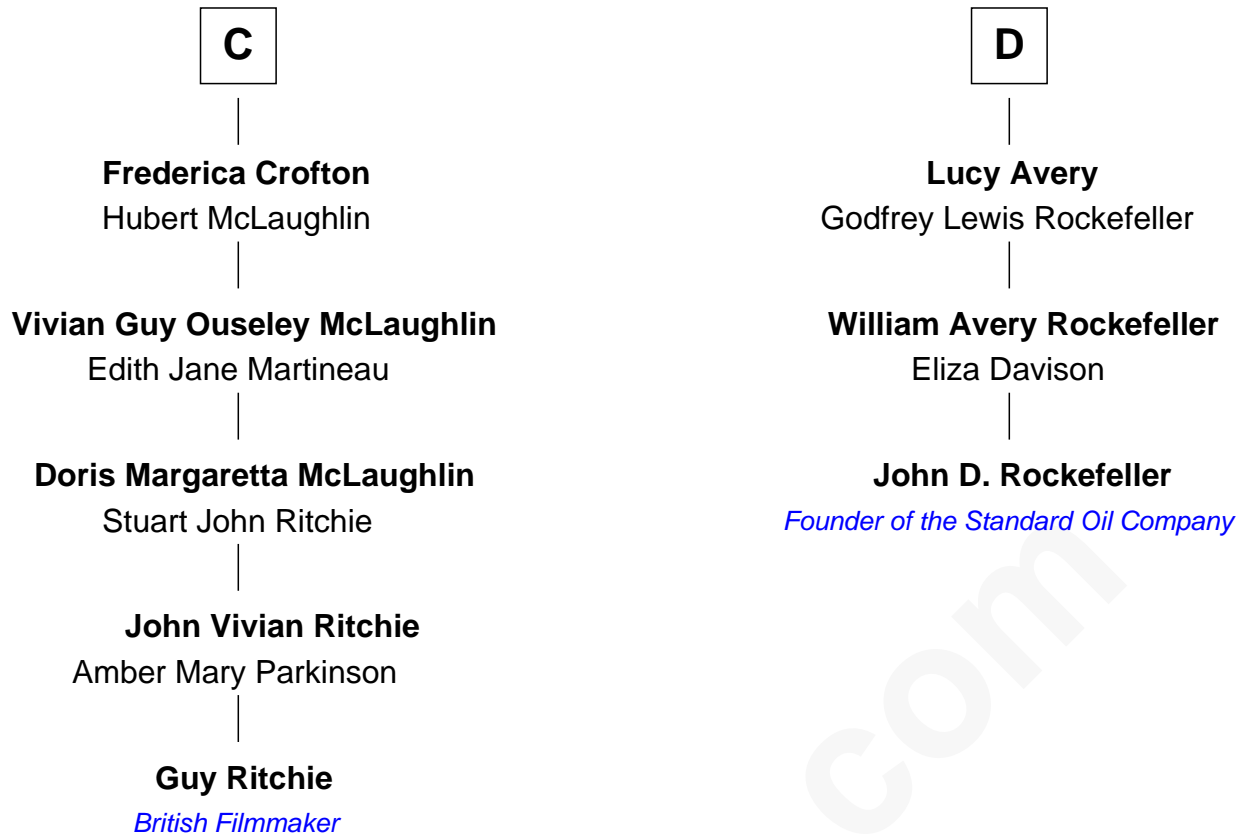 C
Frederica Crofton
Hubert McLaughlin
Vivian Guy Ouseley McLaughlin
Edith Jane Martineau
Doris Margaretta McLaughlin
Stuart John Ritchie
John Vivian Ritchie
Amber Mary Parkinson
Guy Ritchie
British Filmmaker
D
Lucy Avery
Godfrey Lewis Rockefeller
William Avery Rockefeller
Eliza Davison
John D. Rockefeller
Founder of the Standard Oil Company
com